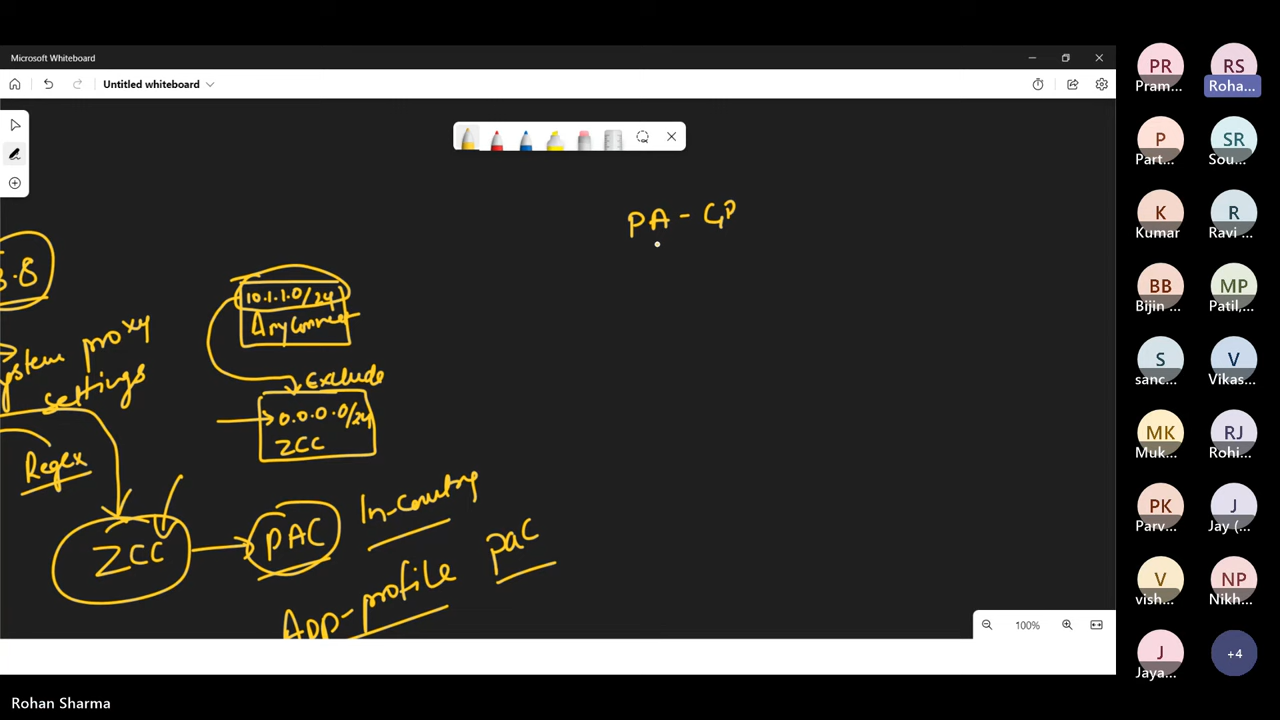 Microsoft Whiteboard
Untitled whiteboard
PA - GP
.8
10.1.1.0/24
AnyConnect
proxy
settings
Exclude
0.0.0.0/24
ZCC
Regex
ZCC
PAC
In-country
App-profile pac
100%
PR
Pram...
RS
Roha...
P
Part...
SR
Sou...
K
Kumar
R
Ravi ...
BB
Bijin ...
MP
Patil,...
S
sanc...
V
Vikas...
MK
Muk...
RJ
Rohi...
PK
Parv...
J
Jay (...
V
vish...
NP
Nikh...
J
Jaya...
+4
Rohan Sharma